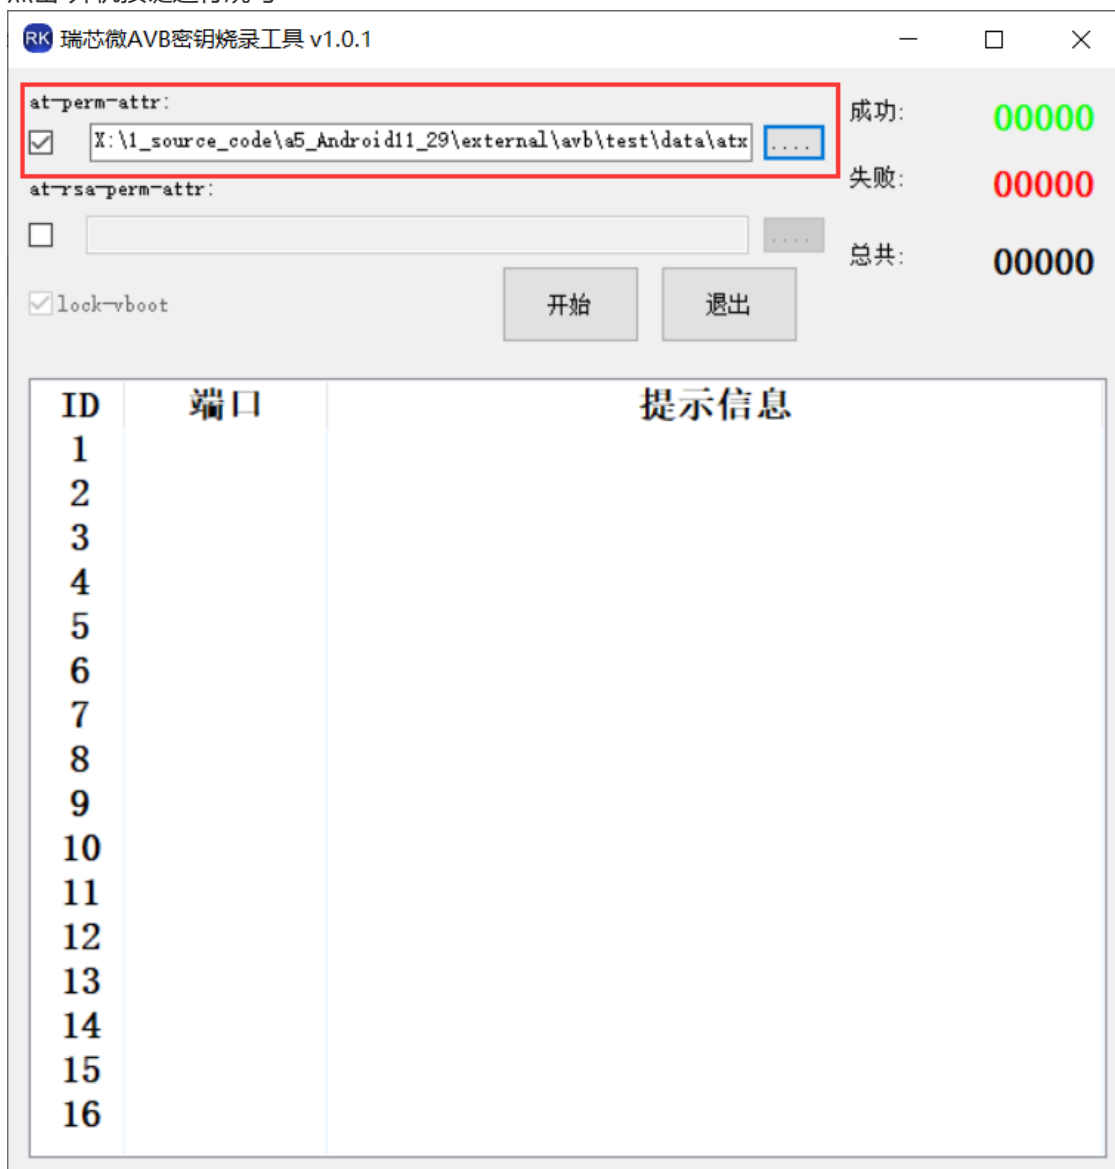 RK 瑞芯微AVB密钥烧录工具 v1.0.1
at-perm-attr:
X:\1_source_code\a5_Android11_29\external\avb\test\data\atx
....
成功:
00000
at-rsa-perm-attr:
失败:
00000
....
总共:
00000
lock-vboot
开始
退出
ID 端口 提示信息
1
2
3
4
5
6
7
8
9
10
11
12
13
14
15
16